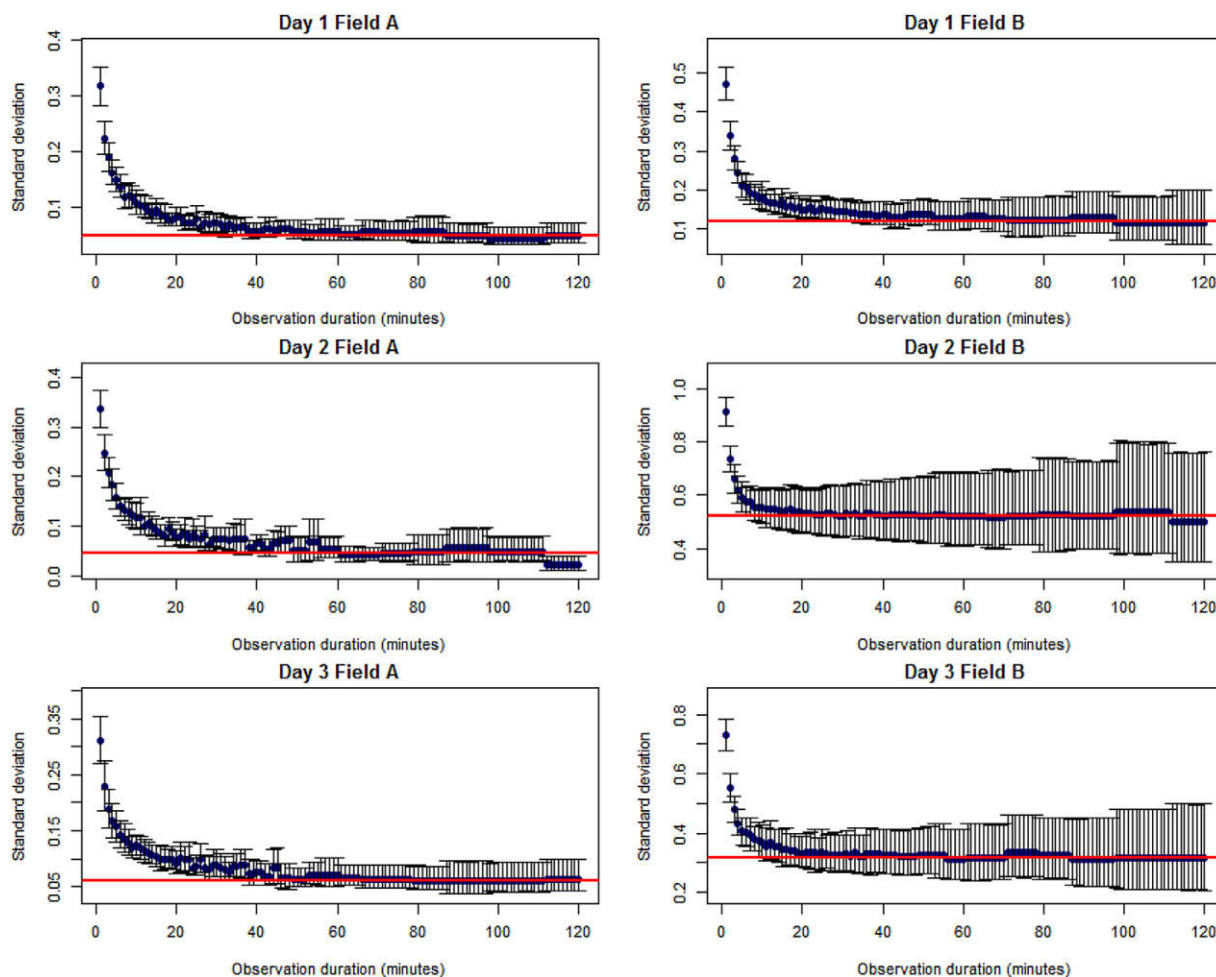 Day 1 Field A
Standard deviation
0.1 0.2 0.3 0.4
0 20 40 60 80 100 120
Observation duration (minutes)
Day 1 Field B
Standard deviation
0.1 0.2 0.3 0.4 0.5
0 20 40 60 80 100 120
Observation duration (minutes)
Day 2 Field A
Standard deviation
0.0 0.1 0.2 0.3 0.4
0 20 40 60 80 100 120
Observation duration (minutes)
Day 2 Field B
Standard deviation
0.4 0.6 0.8 1.0
0 20 40 60 80 100 120
Observation duration (minutes)
Day 3 Field A
Standard deviation
0.05 0.15 0.25 0.35
0 20 40 60 80 100 120
Observation duration (minutes)
Day 3 Field B
Standard deviation
0.2 0.4 0.6 0.8
0 20 40 60 80 100 120
Observation duration (minutes)